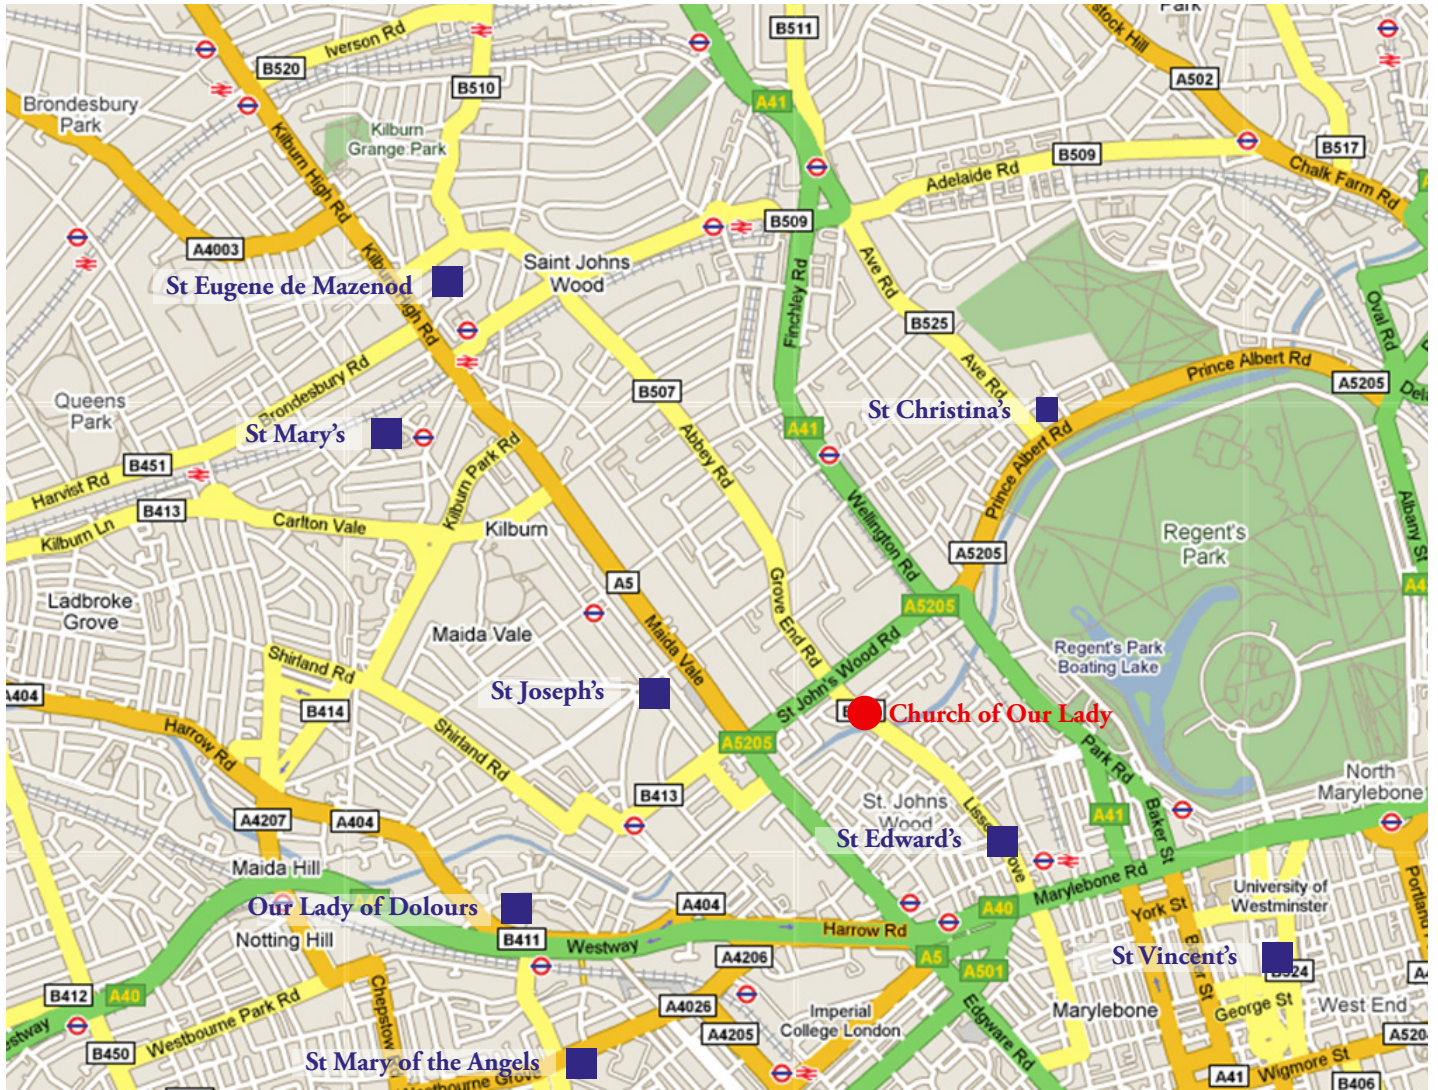 Park
B511
stock Hill
Iverson Rd
B520
A502
B510
A41
Brondesbury
Park
Kilburn
Grange Park
Kilburn High Rd
B517
B509
Adelaide Rd
Chalk Farm Rd
B509
A4003
Ave Rd
Saint Johns
Wood
St Eugene de Mazenod
Finchley Rd
Oval Rd
B525
Ave Rd
Prince Albert Rd
A5205
Brondesbury Rd
B507
Queens
Park
St Christina's
A41
St Mary's
Prince Albert Rd
Abbey Rd
B451
Harvist Rd
Kilburn Park Rd
Wellington Rd
Albany St
B413
Carlton Vale
Kilburn
Kilburn Ln
Regent's
Park
A5205
A5
Grove End Rd
Ladbroke
Grove
A5205
Maida Vale
Maida Vale
St John's Wood Rd
Regent's Park
Boating Lake
Shirland Rd
A404
St Joseph's
B414
Church of Our Lady
Harrow Rd
Shirland Rd
A5205
Park Rd
North
Marylebone
B413
St. Johns
Wood
A41
Baker St
A4207
A404
St Edward's
Maida Hill
Marylebone Rd
University of
Westminster
Our Lady of Dolours
A404
A40
York St
Notting Hill
B411
Westway
Harrow Rd
A4206
A5
St Vincent's
A501
B412
A40
Chepstow
Westbourne Park Rd
A4026
Imperial
College London
Marylebone
George St
West End
A4205
Edgware Rd
B450
St Mary of the Angels
A41
Wigmore St
B406